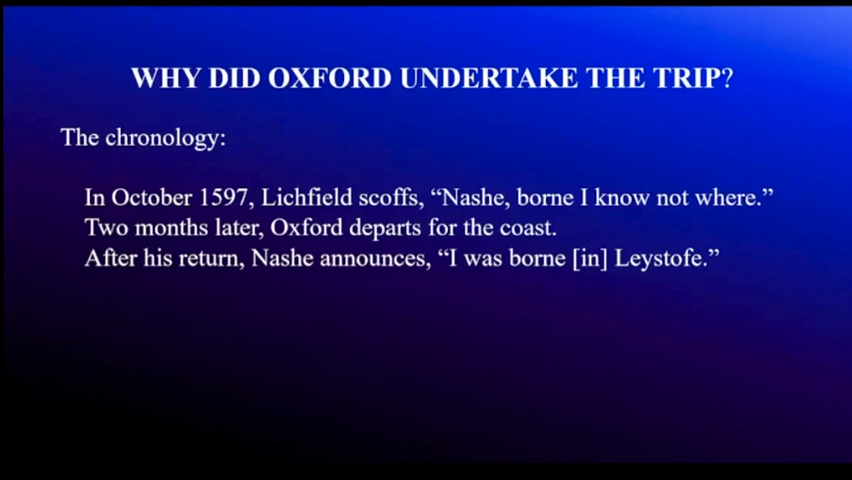 WHY DID OXFORD UNDERTAKE THE TRIP?
The chronology:
In October 1597, Lichfield scoffs, “Nashe, borne I know not where.”
Two months later, Oxford departs for the coast.
After his return, Nashe announces, “I was borne [in] Leystofe.”